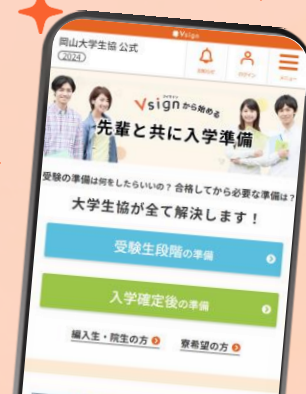 Vsign
岡山大学生協 公式
2024
お知らせ
ログイン
メニュー
Vsignから始める
先輩と共に入学準備
受験の準備は何をしたらいいの？ 合格してから必要な準備は？
大学生協が全て解決します！
受験生段階の準備
入学確定後の準備
編入生・院生の方
寮希望の方